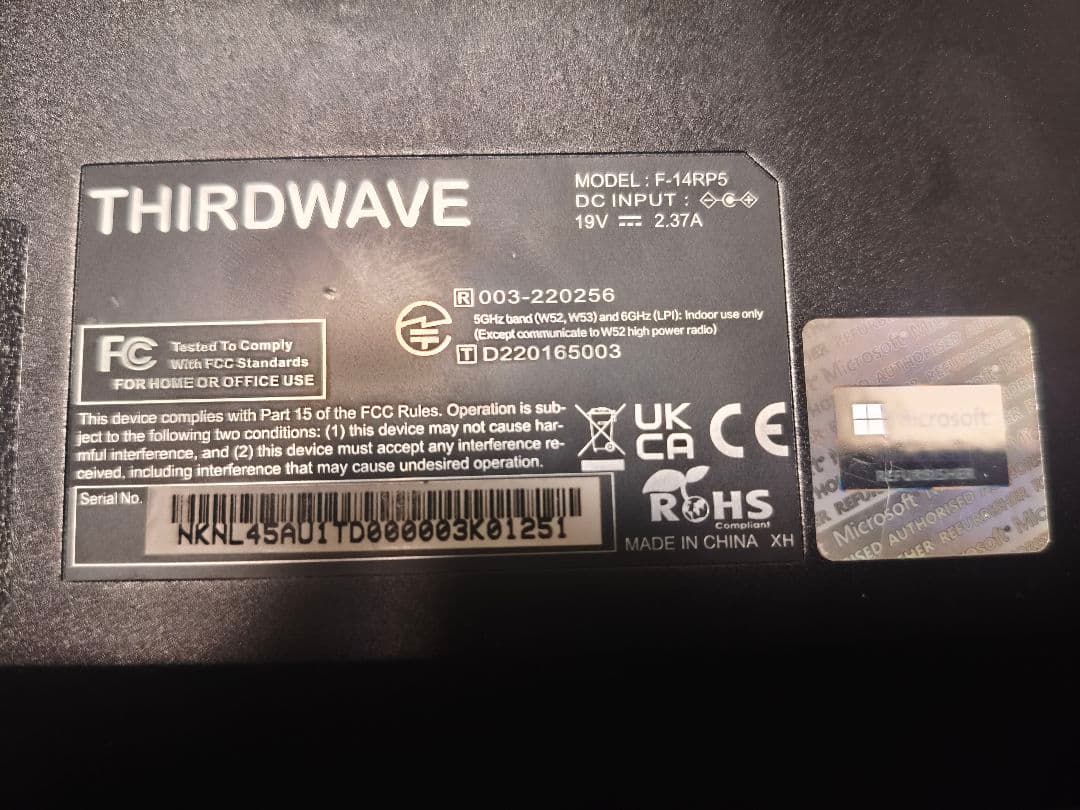 THIRDWAVE
MODEL : F-14RP5
DC INPUT :
19V 2.37A
R 003-220256
5GHz band (W52, W53) and 6GHz (LPI): Indoor use only
(Except communicate to W52 high power radio)
T D220165003
FC Tested To Comply
With FCC Standards
FOR HOME OR OFFICE USE
This device complies with Part 15 of the FCC Rules. Operation is sub-
ject to the following two conditions: (1) this device may not cause har-
mful interference, and (2) this device must accept any interference re-
ceived, including interference that may cause undesired operation.
UK
CA
CE
RoHS
Compliant
Serial No.
NKNL45AU1TD000003K01251
MADE IN CHINA XH
Microsoft
AUTHORISED
Microsoft
Microsoft
AUTHORISED